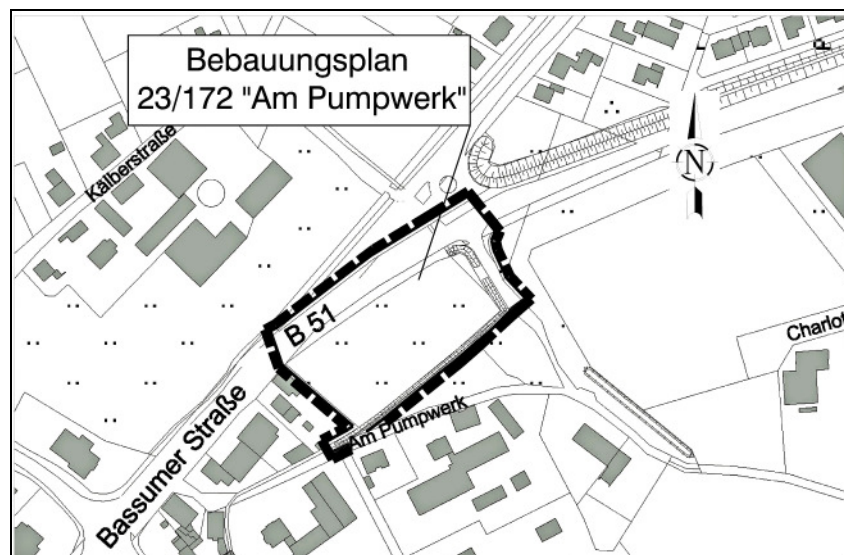 Bebauungsplan
23/172 "Am Pumpwerk"
Kälberstraße
N
B 51
Charlot
Am Pumpwerk
Bassumer Straße